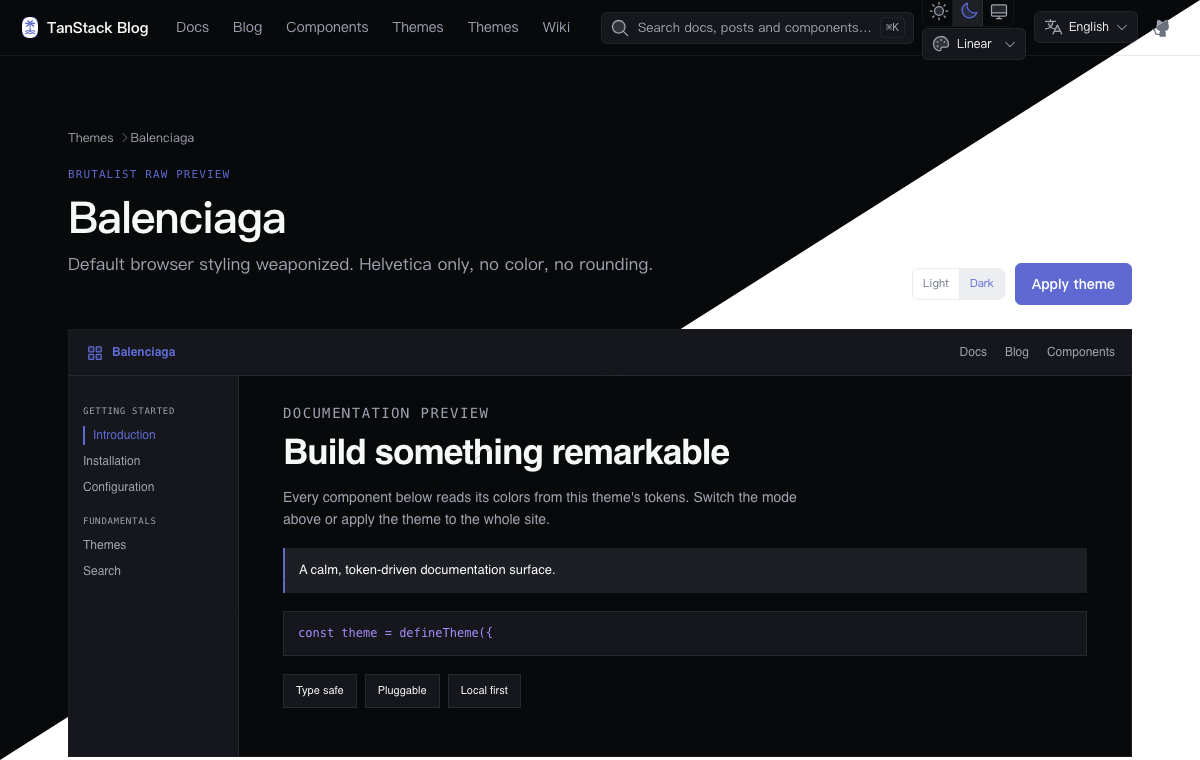 TanStack Blog Docs Blog Components Themes Themes Wiki Search docs, posts and components... ⌘K English
Linear
Themes Balenciaga
BRUTALIST RAW PREVIEW
Balenciaga
Default browser styling weaponized. Helvetica only, no color, no rounding.
Light Dark Apply theme
Balenciaga Docs Blog Components
GETTING STARTED
Introduction
Installation
Configuration
FUNDAMENTALS
Themes
Search
DOCUMENTATION PREVIEW
Build something remarkable
Every component below reads its colors from this theme's tokens. Switch the mode
above or apply the theme to the whole site.
A calm, token-driven documentation surface.
const theme = defineTheme({
Type safe Pluggable Local first